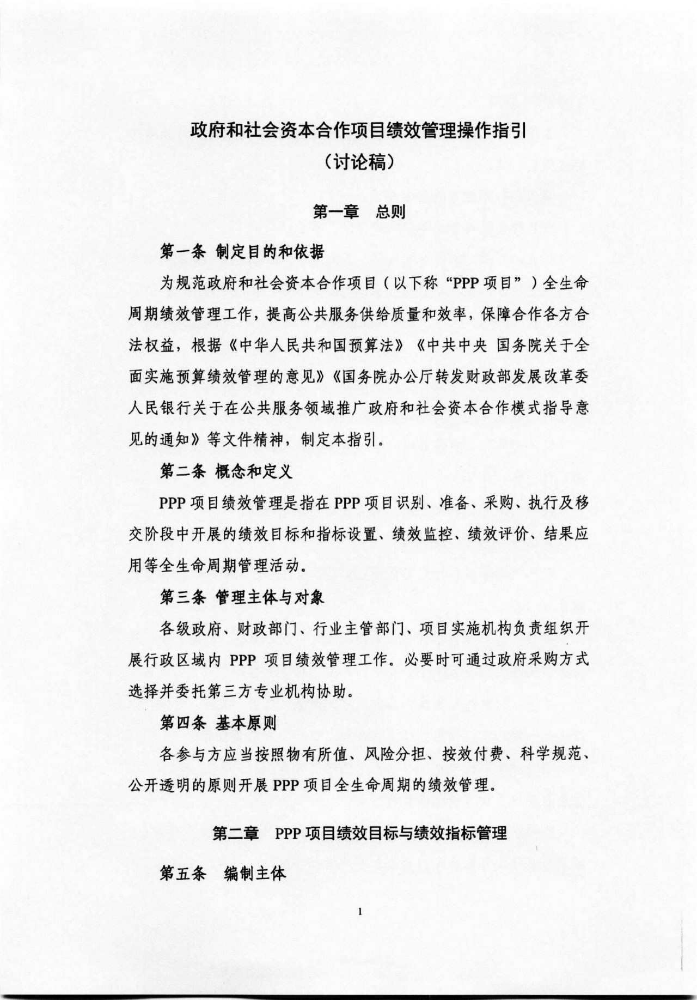 政府和社会资本合作项目绩效管理操作指引
（讨论稿）
第一章 总则
第一条 制定目的和依据
为规范政府和社会资本合作项目（以下称“PPP 项目”）全生命
周期绩效管理工作，提高公共服务供给质量和效率，保障合作各方合
法权益，根据《中华人民共和国预算法》《中共中央 国务院关于全
面实施预算绩效管理的意见》《国务院办公厅转发财政部发展改革委
人民银行关于在公共服务领域推广政府和社会资本合作模式指导意
见的通知》等文件精神，制定本指引。
第二条 概念和定义
PPP 项目绩效管理是指在 PPP 项目识别、准备、采购、执行及移
交阶段中开展的绩效目标和指标设置、绩效监控、绩效评价、结果应
用等全生命周期管理活动。
第三条 管理主体与对象
各级政府、财政部门、行业主管部门、项目实施机构负责组织开
展行政区域内 PPP 项目绩效管理工作。必要时可通过政府采购方式
选择并委托第三方专业机构协助。
第四条 基本原则
各参与方应当按照物有所值、风险分担、按效付费、科学规范、
公开透明的原则开展 PPP 项目全生命周期的绩效管理。
第二章 PPP 项目绩效目标与绩效指标管理
第五条 编制主体
1